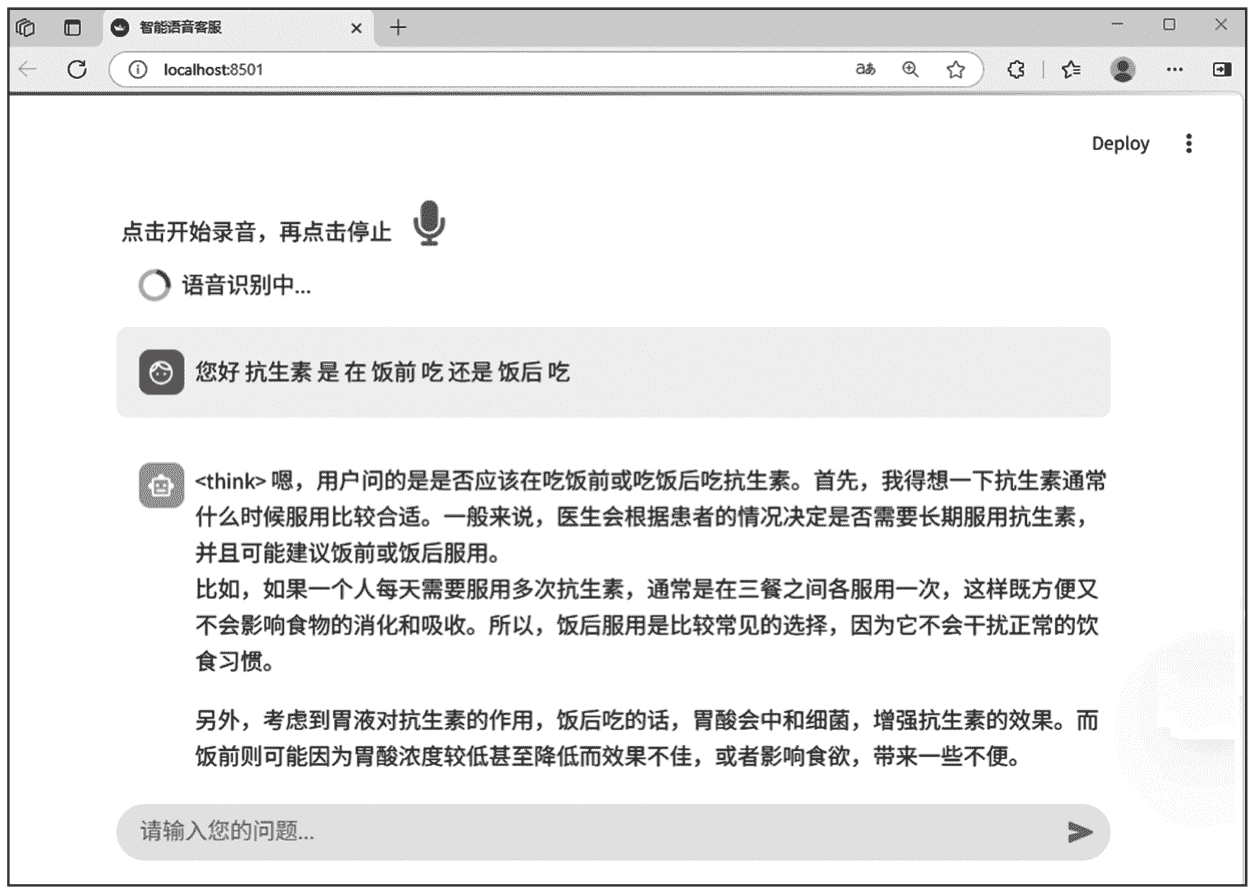 智能语音客服
localhost:8501
aあ
Deploy
点击开始录音，再点击停止
语音识别中...
您好 抗生素 是 在 饭前 吃 还是 饭后 吃
<think> 嗯，用户问的是是否应该在吃饭前或吃饭后吃抗生素。首先，我得想一下抗生素通常
什么时候服用比较合适。一般来说，医生会根据患者的情况决定是否需要长期服用抗生素，
并且可能建议饭前或饭后服用。
比如，如果一个人每天需要服用多次抗生素，通常是在三餐之间各服用一次，这样既方便又
不会影响食物的消化和吸收。所以，饭后服用是比较常见的选择，因为它不会干扰正常的饮
食习惯。
另外，考虑到胃液对抗生素的作用，饭后吃的话，胃酸会中和细菌，增强抗生素的效果。而
饭前则可能因为胃酸浓度较低甚至降低而效果不佳，或者影响食欲，带来一些不便。
请输入您的问题...